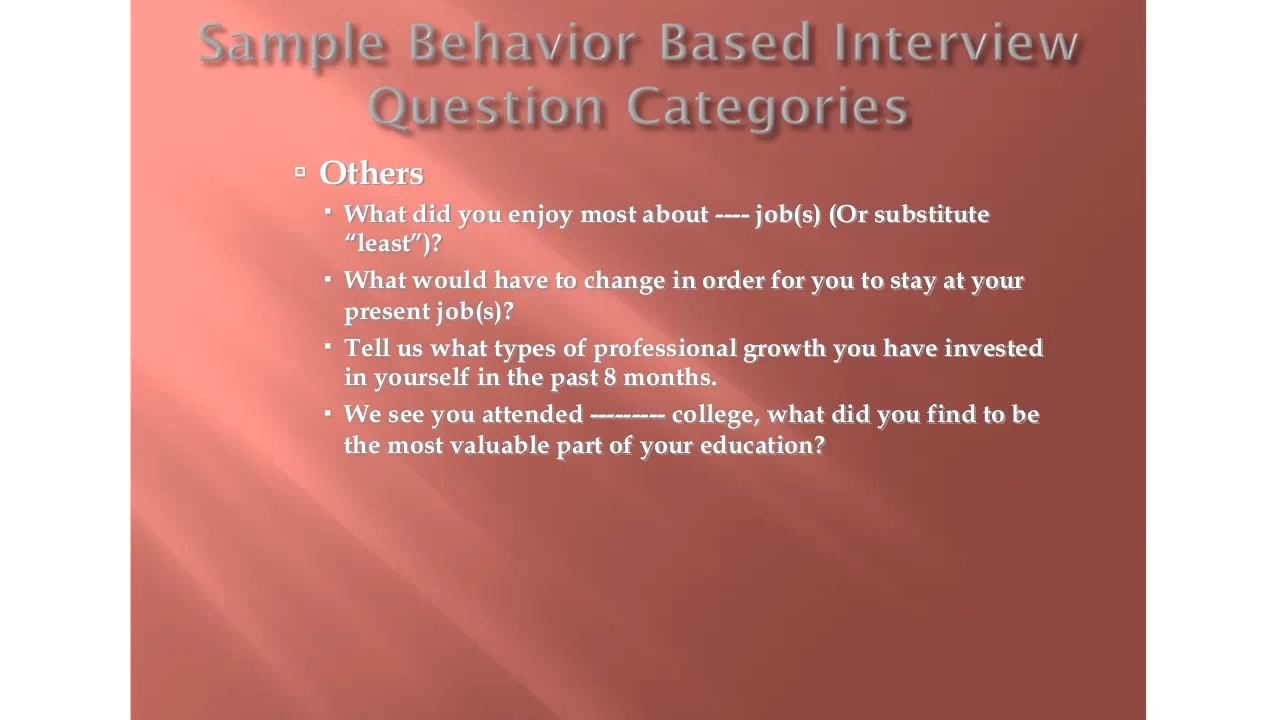 Sample Behavior Based Interview
Question Categories
Others
What did you enjoy most about ---- job(s) (Or substitute
“least”)?
What would have to change in order for you to stay at your
present job(s)?
Tell us what types of professional growth you have invested
in yourself in the past 8 months.
We see you attended --------- college, what did you find to be
the most valuable part of your education?